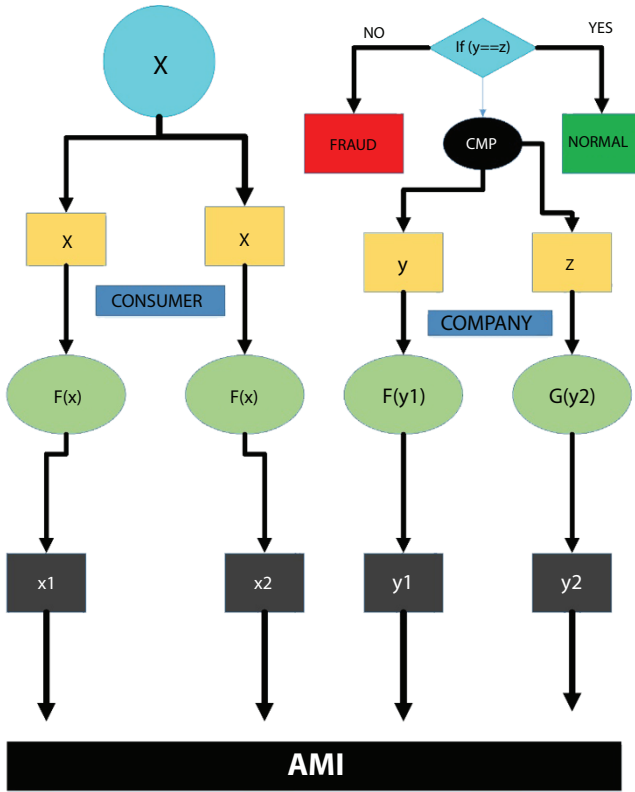 X
X
X
CONSUMER
F(x)
F(x)
x1
x2
If (y==z)
NO
YES
FRAUD
CMP
NORMAL
y
z
COMPANY
F(y1)
G(y2)
y1
y2
AMI